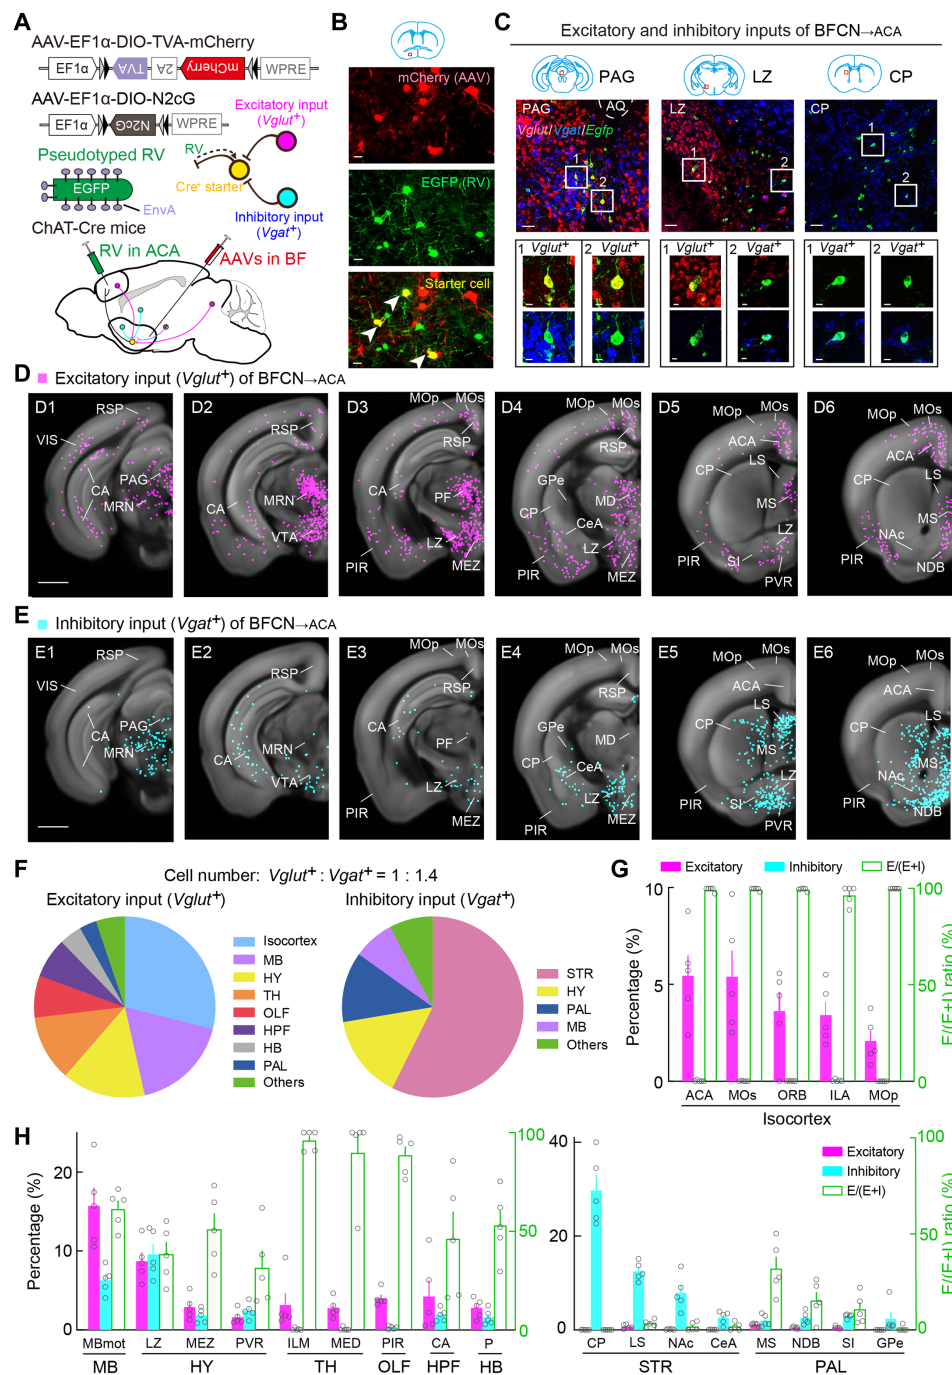 A
AAV-EF1α-DIO-TVA-mCherry
EF1α TVA 2A mCherry WPRE
AAV-EF1α-DIO-N2cG
EF1α N2cG WPRE
Excitatory input
(Vglut+)
Pseudotyped RV
RV
EGFP
Cre+ starter
EnvA
Inhibitory input
(Vgat+)
ChAT-Cre mice
RV in ACA
AAVs in BF
B
mCherry (AAV)
EGFP (RV)
Starter cell
C
Excitatory and inhibitory inputs of BFCN→ACA
PAG LZ CP
PAG AQ LZ CP
Vglut/Vgat/Egfp
1 2 1 2 1 2
1 Vglut+ 2 Vglut+ 1 Vglut+ 2 Vgat+ 1 Vgat+ 2 Vgat+
D Excitatory input (Vglut+) of BFCN→ACA
D1 RSP VIS CA PAG MRN
D2 RSP CA MRN VTA
D3 MOp MOs RSP CA PF LZ PIR MEZ
D4 MOp MOs RSP GPe CP MD CeA LZ PIR MEZ
D5 MOp MOs ACA LS CP MS LZ PIR SI PVR
D6 MOp MOs ACA LS CP MS NAc PIR NDB
E Inhibitory input (Vgat+) of BFCN→ACA
E1 RSP VIS PAG CA MRN
E2 RSP MRN CA VTA
E3 MOp MOs RSP CA PF LZ PIR MEZ
E4 MOp MOs RSP GPe MD CP CeA LZ PIR MEZ
E5 MOp MOs ACA LS CP MS LZ PIR SI PVR
E6 MOp MOs ACA LS CP MS NAc PIR NDB
F
Cell number: Vglut+ : Vgat+ = 1 : 1.4
Excitatory input (Vglut+)
Isocortex
MB
HY
TH
OLF
HPF
HB
PAL
Others
Inhibitory input (Vgat+)
STR
HY
PAL
MB
Others
G
Excitatory Inhibitory E/(E+I)
Percentage (%)
10
5
0
100
50
0
E/(E+I) ratio (%)
ACA MOs ORB ILA MOp
Isocortex
H
Percentage (%)
20
10
0
100
50
0
MBmot LZ MEZ PVR ILM MED PIR CA P
MB HY TH OLF HPF HB
40
20
0
Excitatory
Inhibitory
E/(E+I)
100
50
0
E/(E+I) ratio (%)
CP LS NAc CeA MS NDB SI GPe
STR PAL